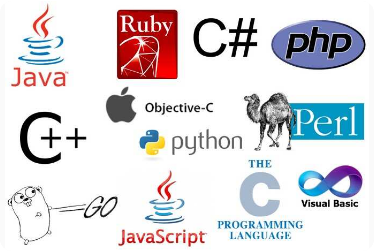 Java
Ruby
C#
php
C++
Objective-C
python
Perl
GO
JavaScript
THE
C
PROGRAMMING
LANGUAGE
Visual Basic